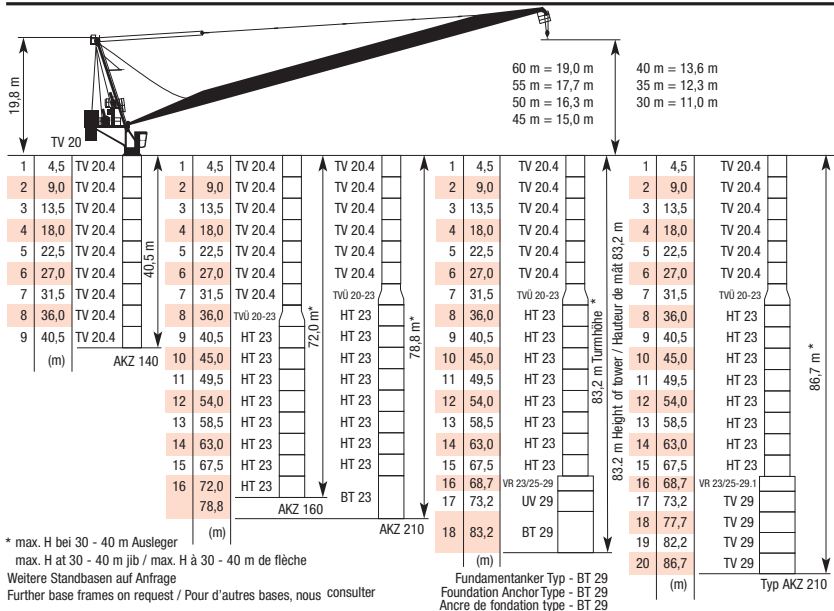 60 m = 19,0 m 40 m = 13,6 m
55 m = 17,7 m 35 m = 12,3 m
50 m = 16,3 m 30 m = 11,0 m
45 m = 15,0 m
19,8 m
TV 20
1 4,5 TV 20.4
2 9,0 TV 20.4
3 13,5 TV 20.4
4 18,0 TV 20.4
5 22,5 TV 20.4
6 27,0 TV 20.4
7 31,5 TV 20.4
8 36,0 TV 20.4
9 40,5 TV 20.4
(m)
40,5 m
AKZ 140
1 4,5 TV 20.4 TV 20.4
2 9,0 TV 20.4 TV 20.4
3 13,5 TV 20.4 TV 20.4
4 18,0 TV 20.4 TV 20.4
5 22,5 TV 20.4 TV 20.4
6 27,0 TV 20.4 TV 20.4
7 31,5 TV 20.4 TVÜ 20-23
8 36,0 TVÜ 20-23 HT 23
9 40,5 HT 23 HT 23
10 45,0 HT 23 HT 23
11 49,5 HT 23 HT 23
12 54,0 HT 23 HT 23
13 58,5 HT 23 HT 23
14 63,0 HT 23 HT 23
15 67,5 HT 23 HT 23
16 72,0 HT 23 BT 23
78,8
(m)
72,0 m*
AKZ 160
78,8 m*
AKZ 210
1 4,5 TV 20.4
2 9,0 TV 20.4
3 13,5 TV 20.4
4 18,0 TV 20.4
5 22,5 TV 20.4
6 27,0 TV 20.4
7 31,5 TVÜ 20-23
8 36,0 HT 23
9 40,5 HT 23
10 45,0 HT 23
11 49,5 HT 23
12 54,0 HT 23
13 58,5 HT 23
14 63,0 HT 23
15 67,5 HT 23
16 68,7 VR 23/25-29
17 73,2 UV 29
18 83,2 BT 29
(m)
83,2 m Turmhöhe *
83.2 m Height of tower / Hauteur de mât 83,2 m
Fundamentanker Typ - BT 29
Foundation Anchor Type - BT 29
Ancre de fondation type - BT 29
1 4,5 TV 20.4
2 9,0 TV 20.4
3 13,5 TV 20.4
4 18,0 TV 20.4
5 22,5 TV 20.4
6 27,0 TV 20.4
7 31,5 TVÜ 20-23
8 36,0 HT 23
9 40,5 HT 23
10 45,0 HT 23
11 49,5 HT 23
12 54,0 HT 23
13 58,5 HT 23
14 63,0 HT 23
15 67,5 HT 23
16 68,7 VR 23/25-29.1
17 73,2 TV 29
18 77,7 TV 29
19 82,2 TV 29
20 86,7 TV 29
(m)
86,7 m *
Typ AKZ 210
* max. H bei 30 - 40 m Ausleger
max. H at 30 - 40 m jib / max. H à 30 - 40 m de flèche
Weitere Standbasen auf Anfrage
Further base frames on request / Pour d'autres bases, nous consulter